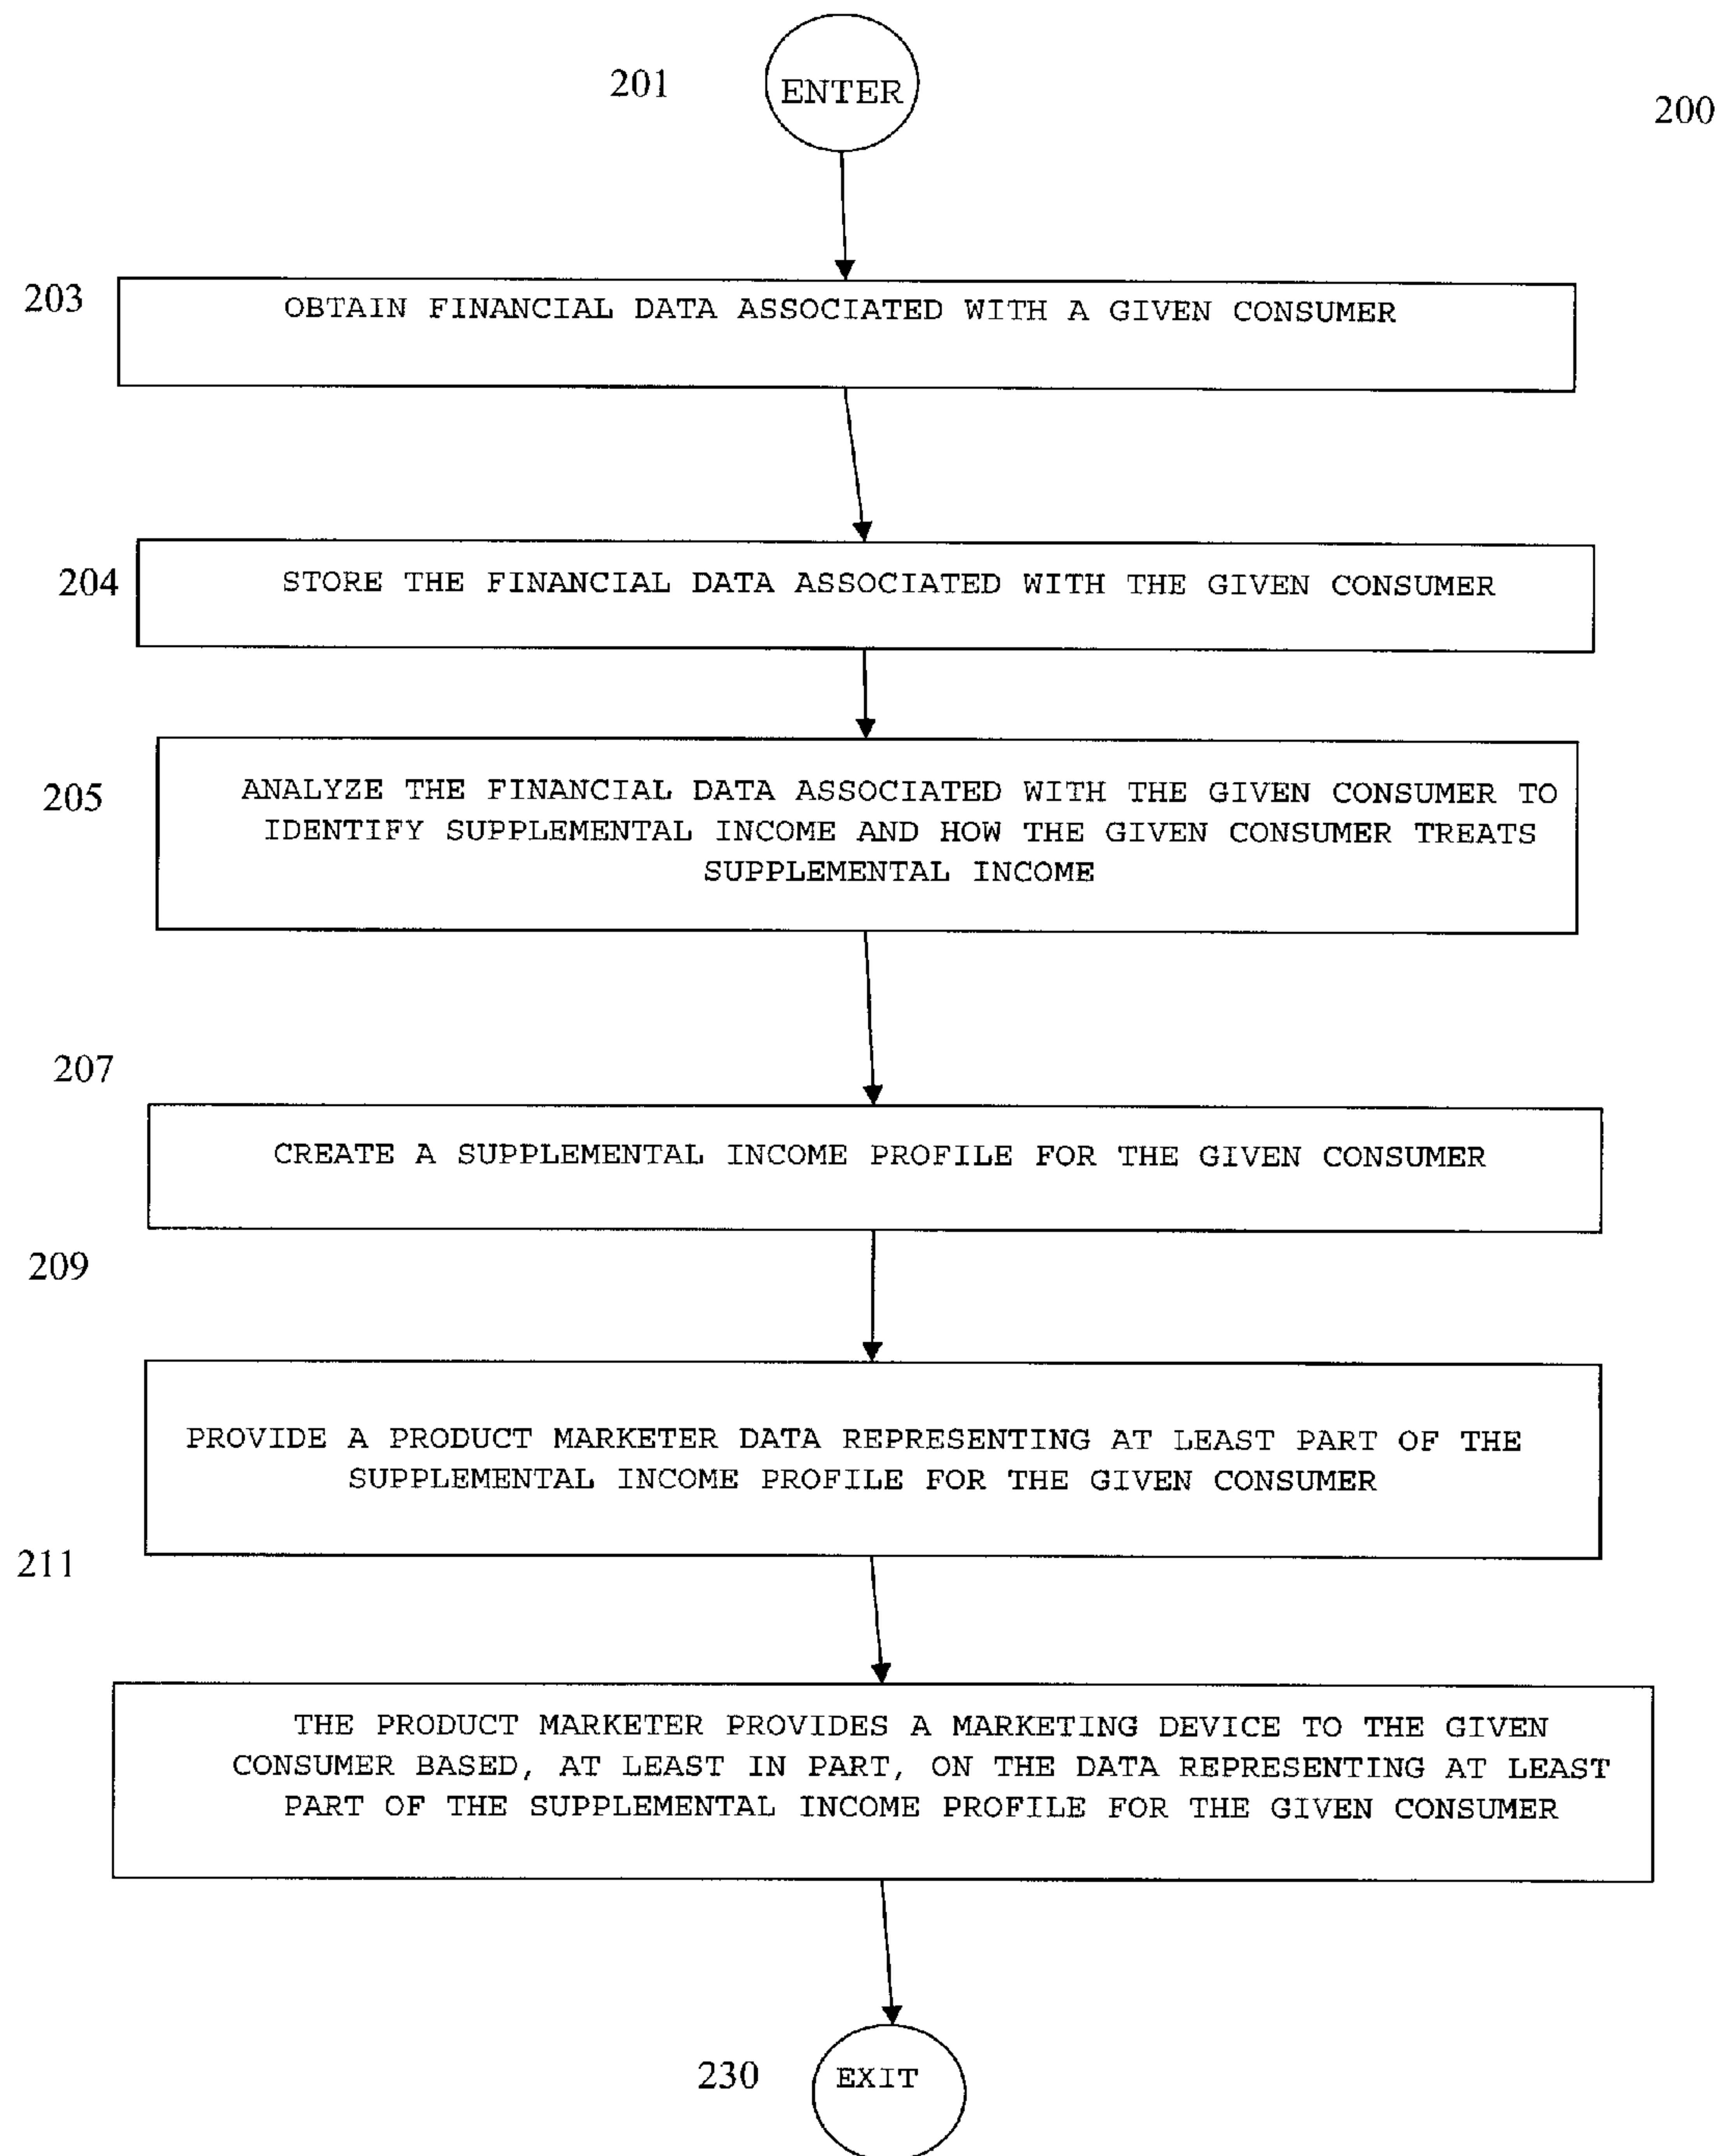 201
ENTER
200
203
OBTAIN FINANCIAL DATA ASSOCIATED WITH A GIVEN CONSUMER
204
STORE THE FINANCIAL DATA ASSOCIATED WITH THE GIVEN CONSUMER
205
ANALYZE THE FINANCIAL DATA ASSOCIATED WITH THE GIVEN CONSUMER TO
IDENTIFY SUPPLEMENTAL INCOME AND HOW THE GIVEN CONSUMER TREATS
SUPPLEMENTAL INCOME
207
CREATE A SUPPLEMENTAL INCOME PROFILE FOR THE GIVEN CONSUMER
209
PROVIDE A PRODUCT MARKETER DATA REPRESENTING AT LEAST PART OF THE
SUPPLEMENTAL INCOME PROFILE FOR THE GIVEN CONSUMER
211
THE PRODUCT MARKETER PROVIDES A MARKETING DEVICE TO THE GIVEN
CONSUMER BASED, AT LEAST IN PART, ON THE DATA REPRESENTING AT LEAST
PART OF THE SUPPLEMENTAL INCOME PROFILE FOR THE GIVEN CONSUMER
230
EXIT